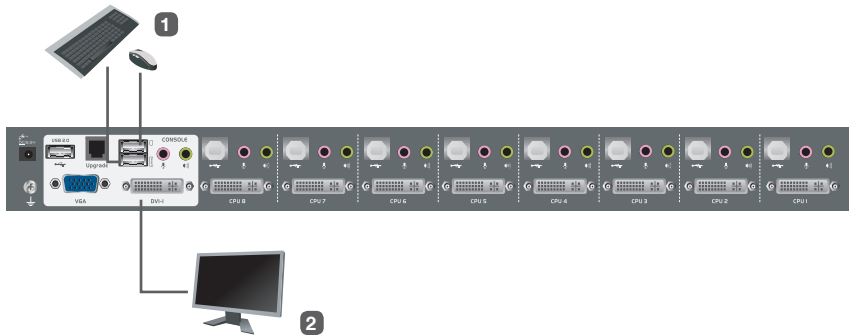 1
USB 2.0
CONSOLE
Upgrade
VGA
DVI-I
CPU 8
CPU 7
CPU 6
CPU 5
CPU 4
CPU 3
CPU 2
CPU 1
2